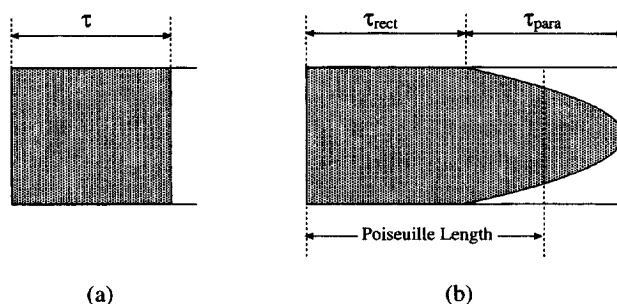 τ
τrect
τpara
Poiseuille Length
(a)
(b)